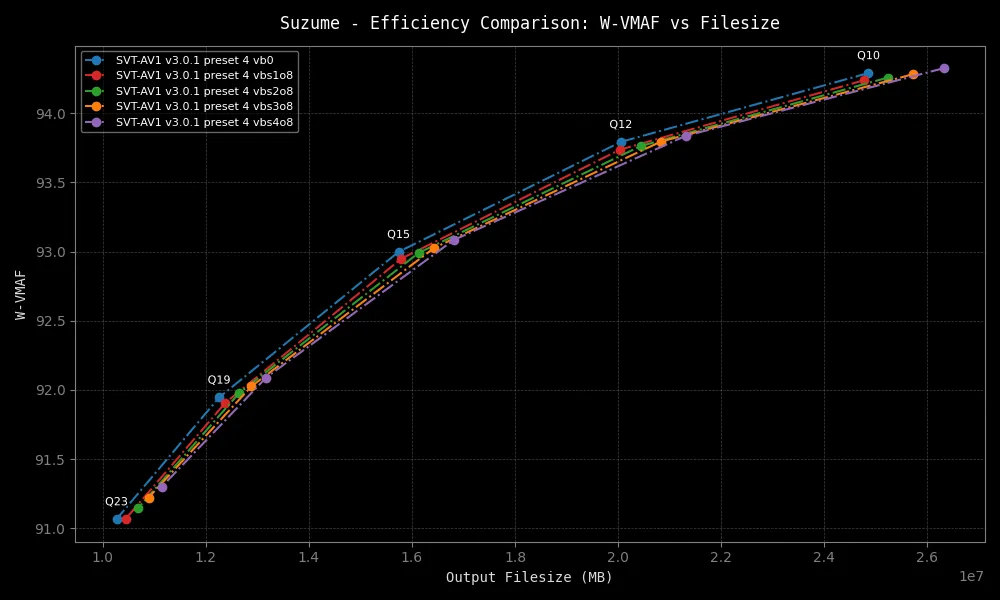 Suzume - Efficiency Comparison: W-VMAF vs Filesize
SVT-AV1 v3.0.1 preset 4 vb0
SVT-AV1 v3.0.1 preset 4 vbs1o8
SVT-AV1 v3.0.1 preset 4 vbs2o8
SVT-AV1 v3.0.1 preset 4 vbs3o8
SVT-AV1 v3.0.1 preset 4 vbs4o8
Q10
Q12
Q15
Q19
Q23
W-VMAF
94.0
93.5
93.0
92.5
92.0
91.5
91.0
1.0 1.2 1.4 1.6 1.8 2.0 2.2 2.4 2.6
1e7
Output Filesize (MB)